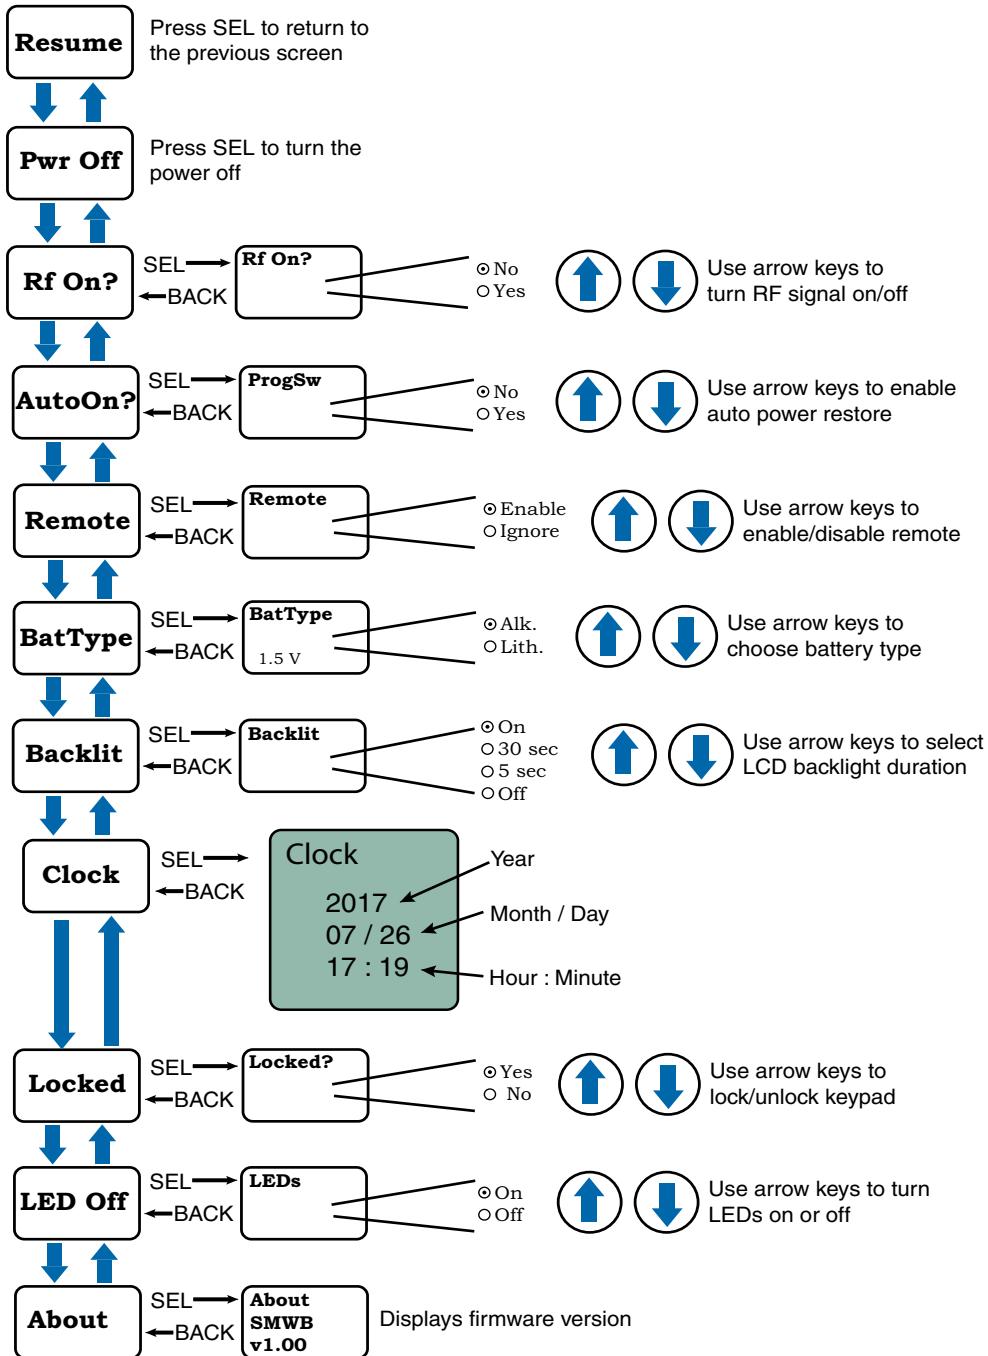 Resume
Press SEL to return to
the previous screen
Pwr Off
Press SEL to turn the
power off
Rf On?
SEL
BACK
Rf On?
No
Yes
Use arrow keys to
turn RF signal on/off
AutoOn?
SEL
BACK
ProgSw
No
Yes
Use arrow keys to enable
auto power restore
Remote
SEL
BACK
Remote
Enable
Ignore
Use arrow keys to
enable/disable remote
BatType
SEL
BACK
BatType
1.5 V
Alk.
Lith.
Use arrow keys to
choose battery type
Backlit
SEL
BACK
Backlit
On
30 sec
5 sec
Off
Use arrow keys to select
LCD backlight duration
Clock
SEL
BACK
Clock
2017
07 / 26
17 : 19
Year
Month / Day
Hour : Minute
Locked
SEL
BACK
Locked?
Yes
No
Use arrow keys to
lock/unlock keypad
LED Off
SEL
BACK
LEDs
On
Off
Use arrow keys to turn
LEDs on or off
About
SEL
BACK
About
SMWB
v1.00
Displays firmware version